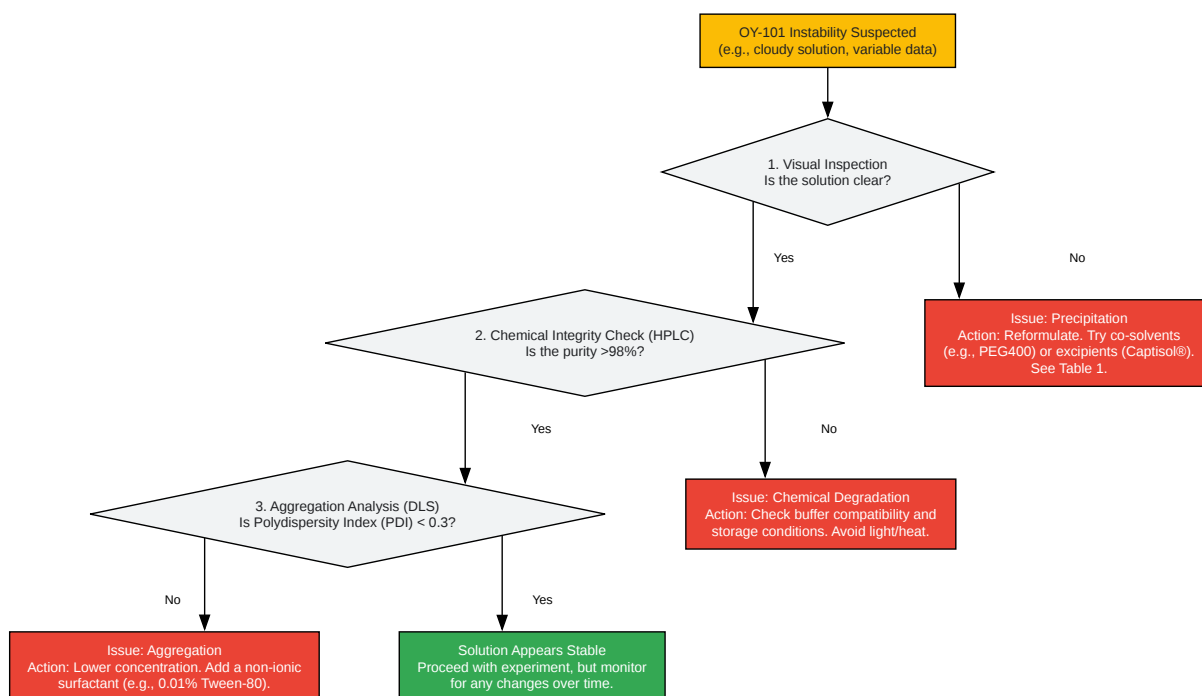 OY-101 Instability Suspected
(e.g., cloudy solution, variable data)
1. Visual Inspection
Is the solution clear?
Yes
No
2. Chemical Integrity Check (HPLC)
Is the purity >98%?
Issue: Precipitation
Action: Reformulate. Try co-solvents
(e.g., PEG400) or excipients (Captisol®).
See Table 1.
Yes
No
3. Aggregation Analysis (DLS)
Is Polydispersity Index (PDI) < 0.3?
Issue: Chemical Degradation
Action: Check buffer compatibility and
storage conditions. Avoid light/heat.
No
Yes
Issue: Aggregation
Action: Lower concentration. Add a non-ionic
surfactant (e.g., 0.01% Tween-80).
Solution Appears Stable
Proceed with experiment, but monitor
for any changes over time.